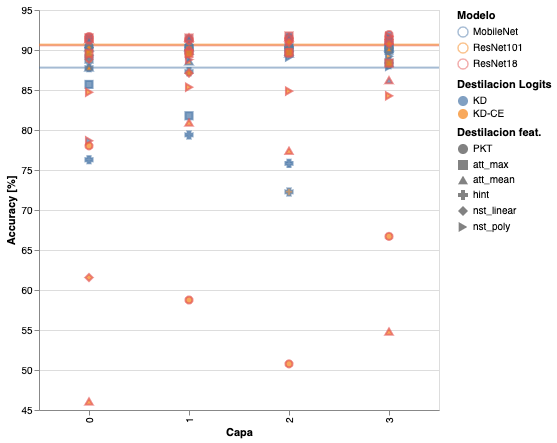 95
90
85
80
75
70
65
60
55
50
45
Accuracy [%]
0
1
2
3
Capa
Modelo
MobileNet
ResNet101
ResNet18
Destilacion Logits
KD
KD-CE
Destilacion feat.
PKT
att_max
att_mean
hint
nst_linear
nst_poly